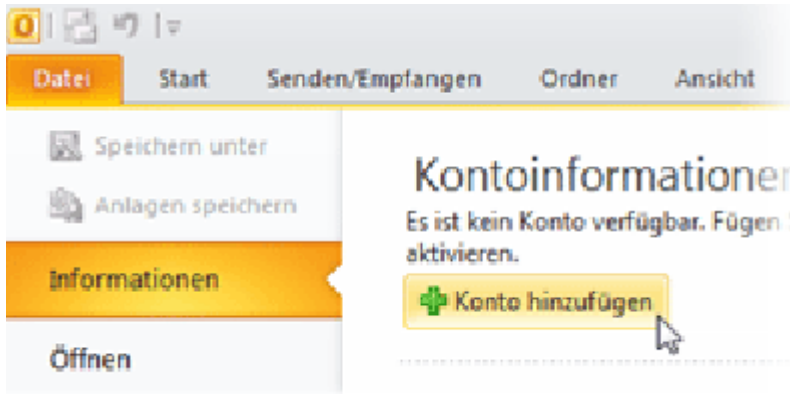 Datei Start Senden/Empfangen Ordner Ansicht
Speichern unter
Anlagen speichern
Informationen
Öffnen
Kontoinformatione
Es ist kein Konto verfügbar. Fügen
aktivieren.
Konto hinzufügen